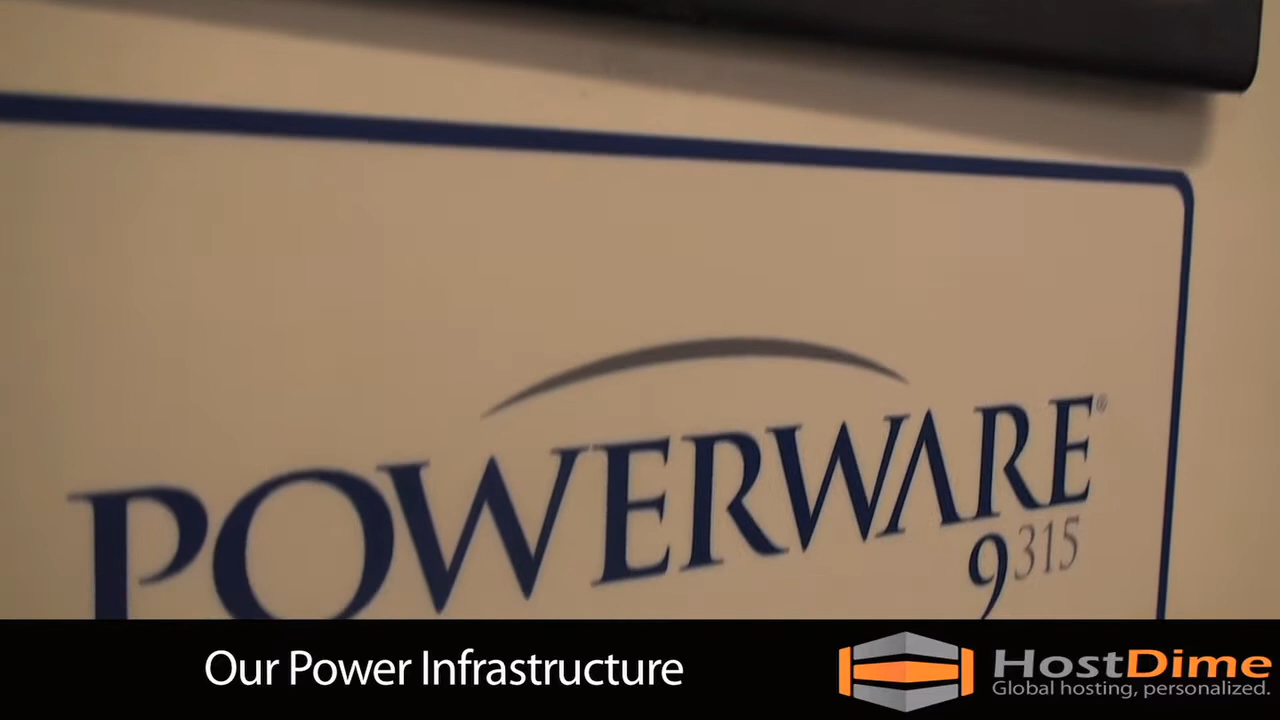 POWERWARE®
9315
Our Power Infrastructure
HostDime
Global hosting, personalized.